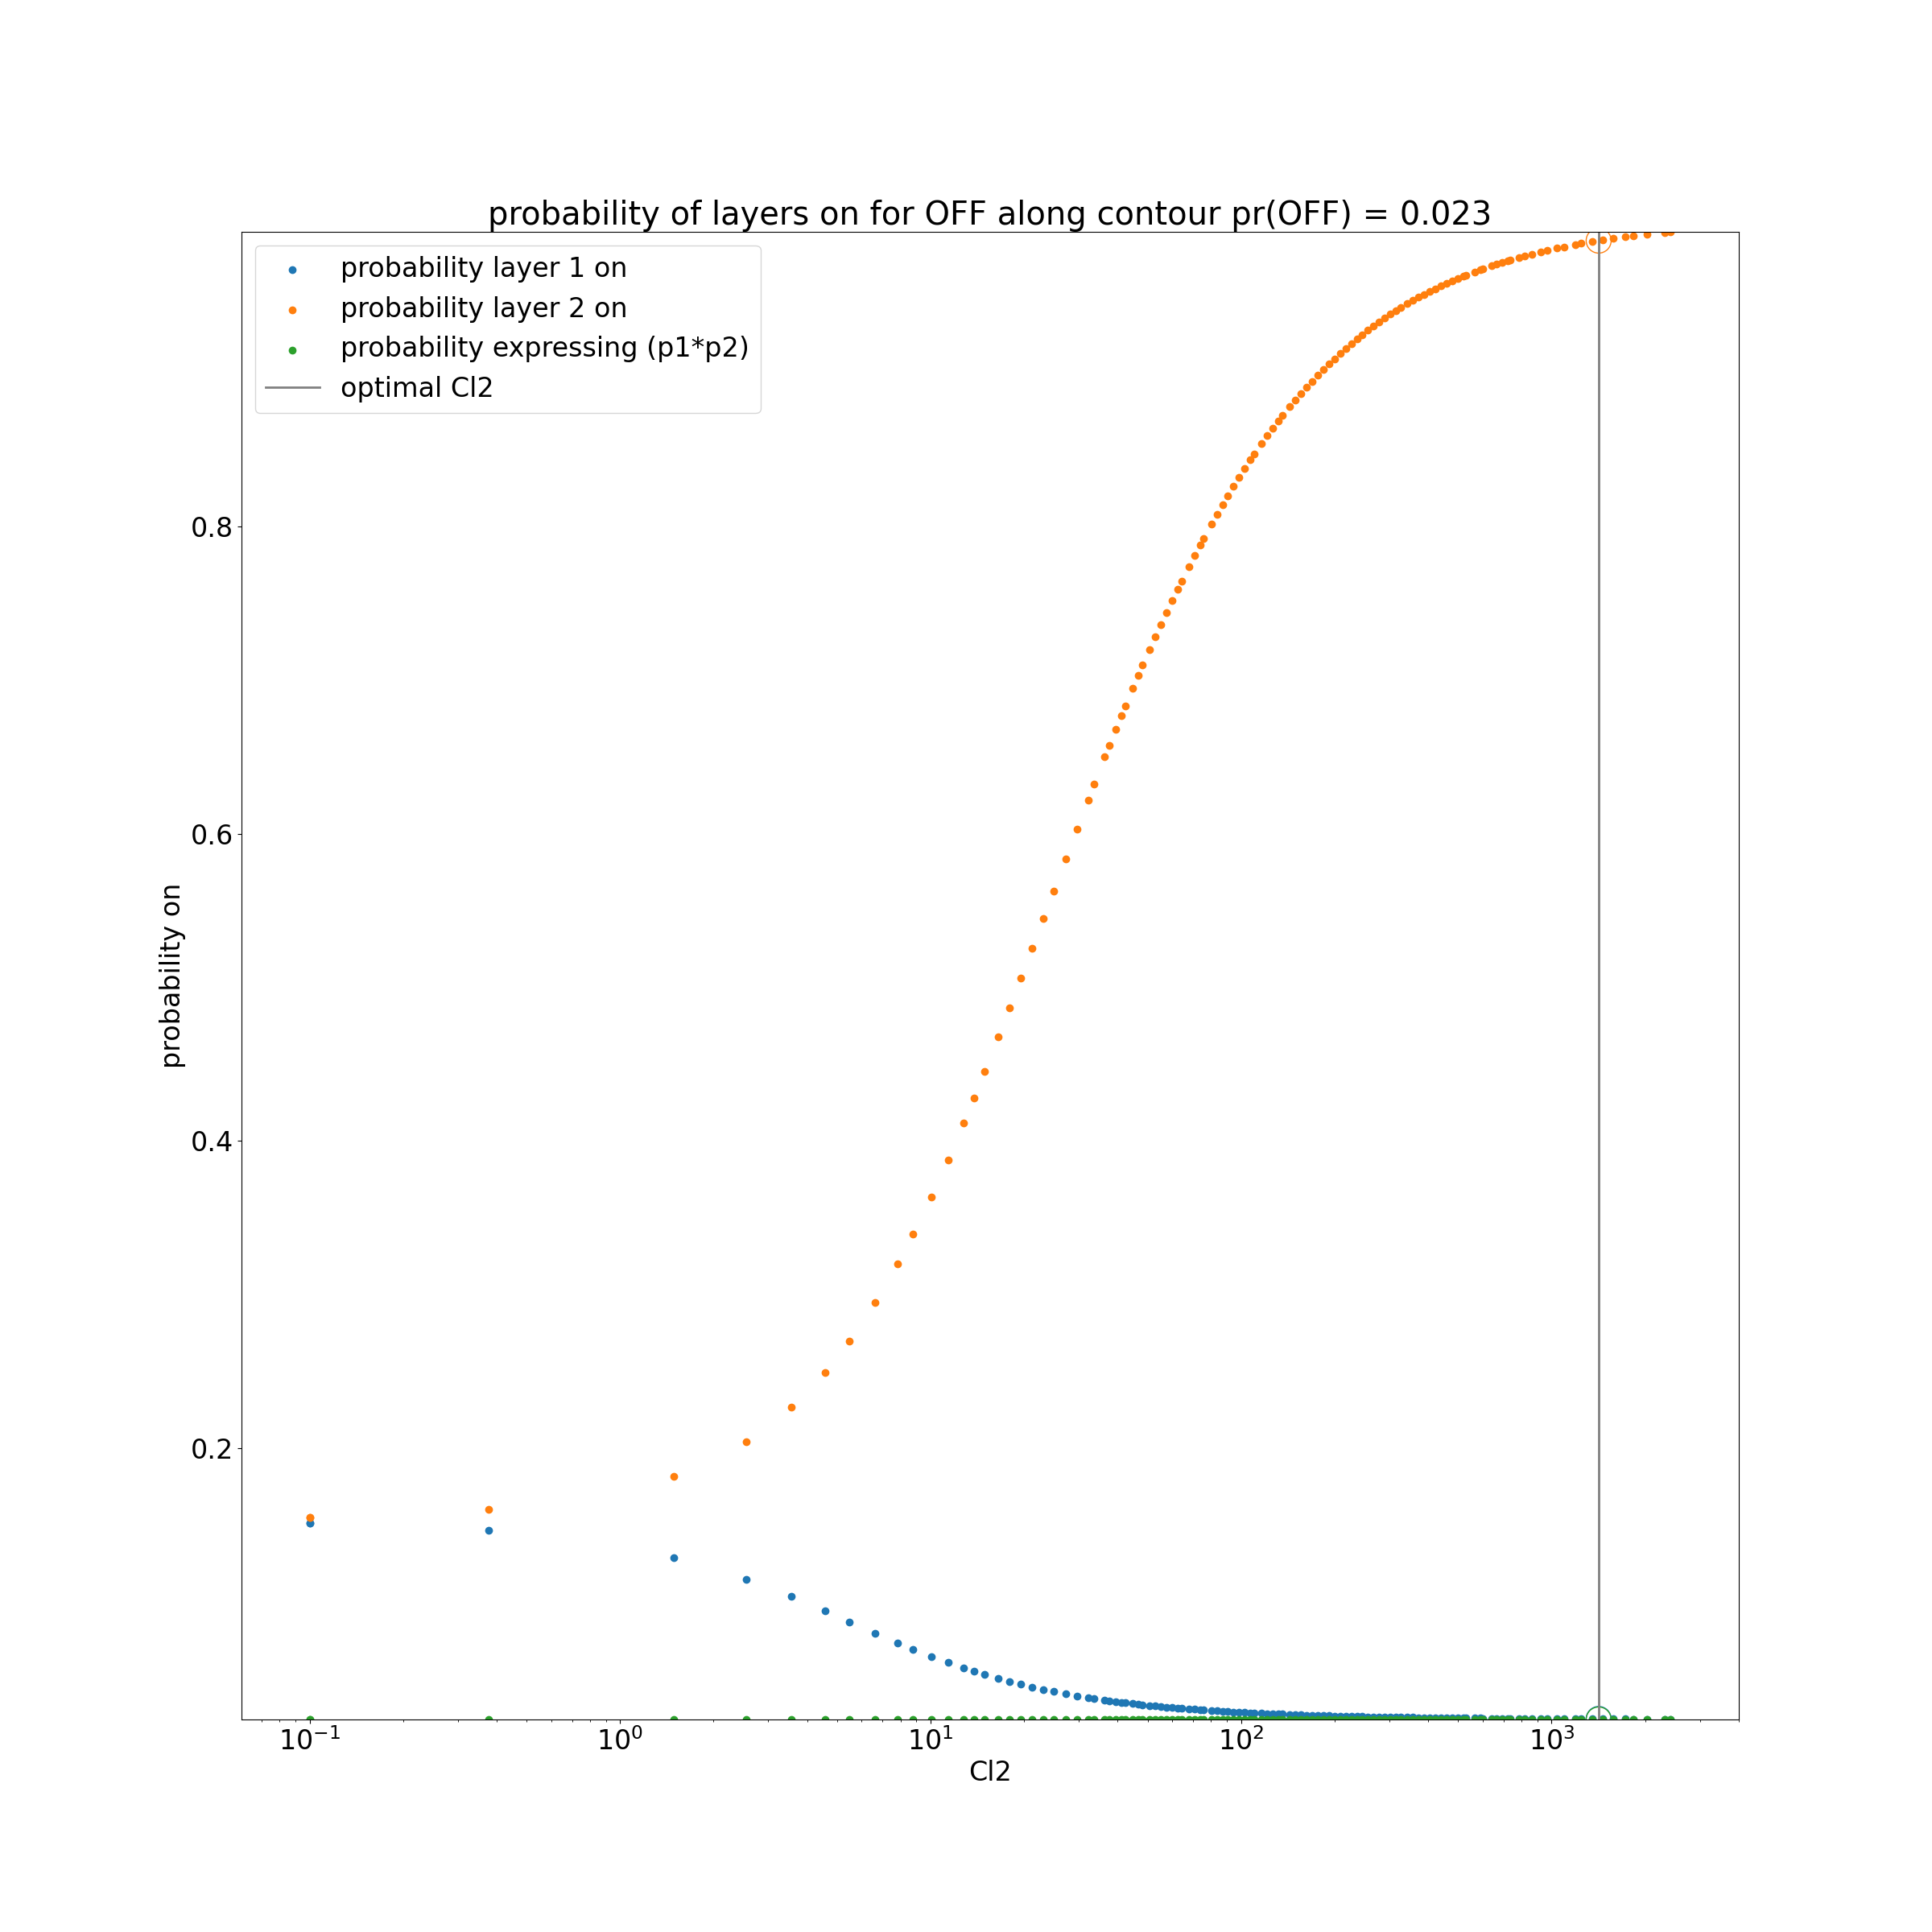 probability of layers on for OFF along contour pr(OFF) = 0.023
probability layer 1 on
probability layer 2 on
probability expressing (p1*p2)
optimal Cl2
0.8
0.6
0.4
0.2
probability on
10⁻¹ 10⁰ 10¹ 10² 10³
Cl2